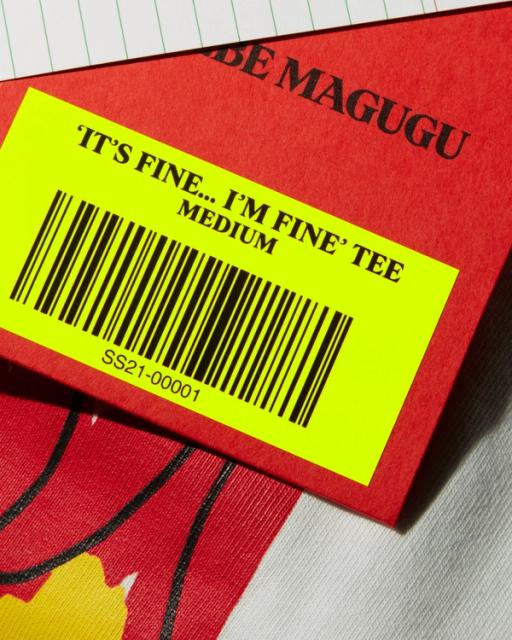 BE MAGUGU
'IT'S FINE... I'M FINE' TEE
MEDIUM
SS21-00001